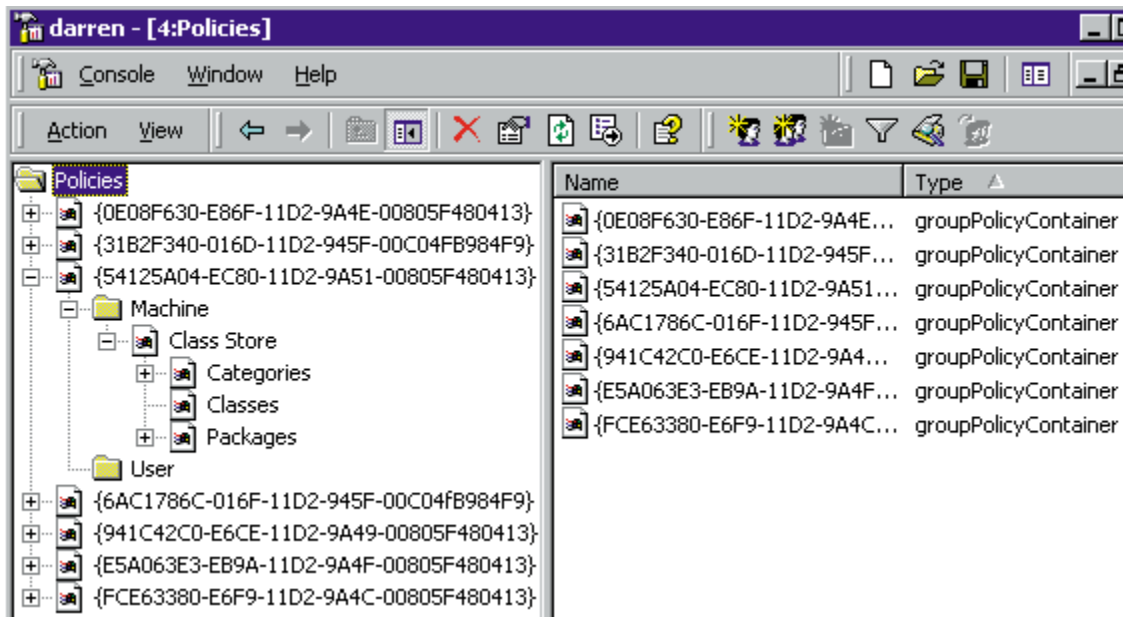 darren - [4:Policies]
Console Window Help
Action View
Policies
{0E08F630-E86F-11D2-9A4E-00805F480413}
{31B2F340-016D-11D2-945F-00C04FB984F9}
{54125A04-EC80-11D2-9A51-00805F480413}
Machine
Class Store
Categories
Classes
Packages
User
{6AC1786C-016F-11D2-945F-00C04fB984F9}
{941C42C0-E6CE-11D2-9A49-00805F480413}
{E5A063E3-EB9A-11D2-9A4F-00805F480413}
{FCE63380-E6F9-11D2-9A4C-00805F480413}
Name Type
{0E08F630-E86F-11D2-9A4E... groupPolicyContainer
{31B2F340-016D-11D2-945F... groupPolicyContainer
{54125A04-EC80-11D2-9A51... groupPolicyContainer
{6AC1786C-016F-11D2-945F... groupPolicyContainer
{941C42C0-E6CE-11D2-9A4... groupPolicyContainer
{E5A063E3-EB9A-11D2-9A4F... groupPolicyContainer
{FCE63380-E6F9-11D2-9A4C... groupPolicyContainer